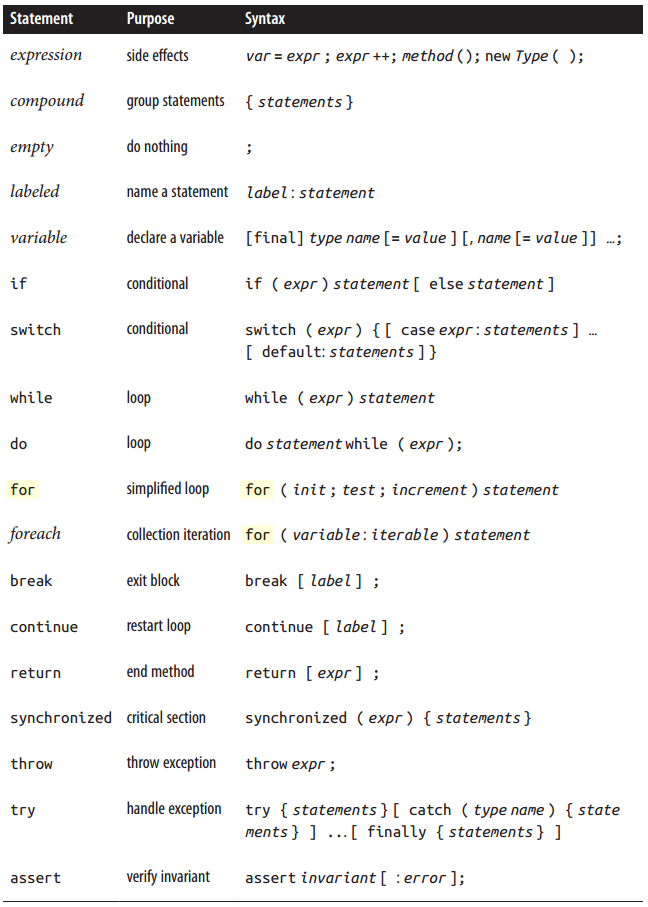 Statement Purpose Syntax
expression side effects var = expr ; expr ++; method (); new Type ( );
compound group statements { statements }
empty do nothing ;
labeled name a statement label : statement
variable declare a variable [final] type name [= value ] [, name [= value ]] …;
if conditional if ( expr ) statement [ else statement ]
switch conditional switch ( expr ) { [ case expr : statements ] …
[ default: statements ] }
while loop while ( expr ) statement
do loop do statement while ( expr );
for simplified loop for ( init ; test ; increment ) statement
foreach collection iteration for ( variable : iterable ) statement
break exit block break [ label ] ;
continue restart loop continue [ label ] ;
return end method return [ expr ] ;
synchronized critical section synchronized ( expr ) { statements }
throw throw exception throw expr ;
try handle exception try { statements } [ catch ( type name ) { state
ments } ] ...[ finally { statements } ]
assert verify invariant assert invariant [ : error ];